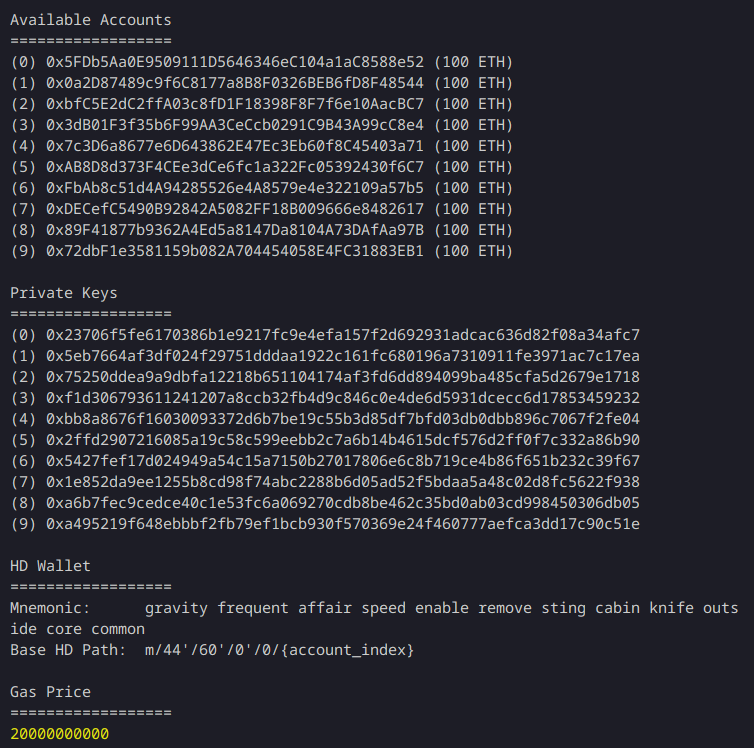 Available Accounts
==================
(0) 0x5FDb5Aa0E9509111D5646346eC104a1aC8588e52 (100 ETH)
(1) 0x0a2D87489c9f6C8177a8B8F0326BEB6fD8F48544 (100 ETH)
(2) 0xbfC5E2dC2ffA03c8fD1F18398F8F7f6e10AacBC7 (100 ETH)
(3) 0x3dB01F3f35b6F99AA3CeCcb0291C9B43A99cC8e4 (100 ETH)
(4) 0x7c3D6a8677e6D643862E47Ec3Eb60f8C45403a71 (100 ETH)
(5) 0xAB8D8d373F4CEe3dCe6fc1a322Fc05392430f6C7 (100 ETH)
(6) 0xFbAb8c51d4A94285526e4A8579e4e322109a57b5 (100 ETH)
(7) 0xDECefC5490B92842A5082FF18B009666e8482617 (100 ETH)
(8) 0x89F41877b9362A4Ed5a8147Da8104A73DAfAa97B (100 ETH)
(9) 0x72dbF1e3581159b082A704454058E4FC31883EB1 (100 ETH)

Private Keys
==================
(0) 0x23706f5fe6170386b1e9217fc9e4efa157f2d692931adcac636d82f08a34afc7
(1) 0x5eb7664af3df024f29751dddaa1922c161fc680196a7310911fe3971ac7c17ea
(2) 0x75250ddea9a9dbfa12218b651104174af3fd6dd894099ba485cfa5d2679e1718
(3) 0xf1d306793611241207a8ccb32fb4d9c846c0e4de6d5931dcecc6d17853459232
(4) 0xbb8a8676f16030093372d6b7be19c55b3d85df7bfd03db0dbb896c7067f2fe04
(5) 0x2ffd2907216085a19c58c599eebb2c7a6b14b4615dcf576d2ff0f7c332a86b90
(6) 0x5427fef17d024949a54c15a7150b27017806e6c8b719ce4b86f651b232c39f67
(7) 0x1e852da9ee1255b8cd98f74abc2288b6d05ad52f5bdaa5a48c02d8fc5622f938
(8) 0xa6b7fec9cedce40c1e53fc6a069270cdb8be462c35bd0ab03cd998450306db05
(9) 0xa495219f648ebbbf2fb79ef1bcb930f570369e24f460777aefca3dd17c90c51e

HD Wallet
==================
Mnemonic:      gravity frequent affair speed enable remove sting cabin knife outs
ide core common
Base HD Path:  m/44'/60'/0'/0/{account_index}

Gas Price
==================
20000000000